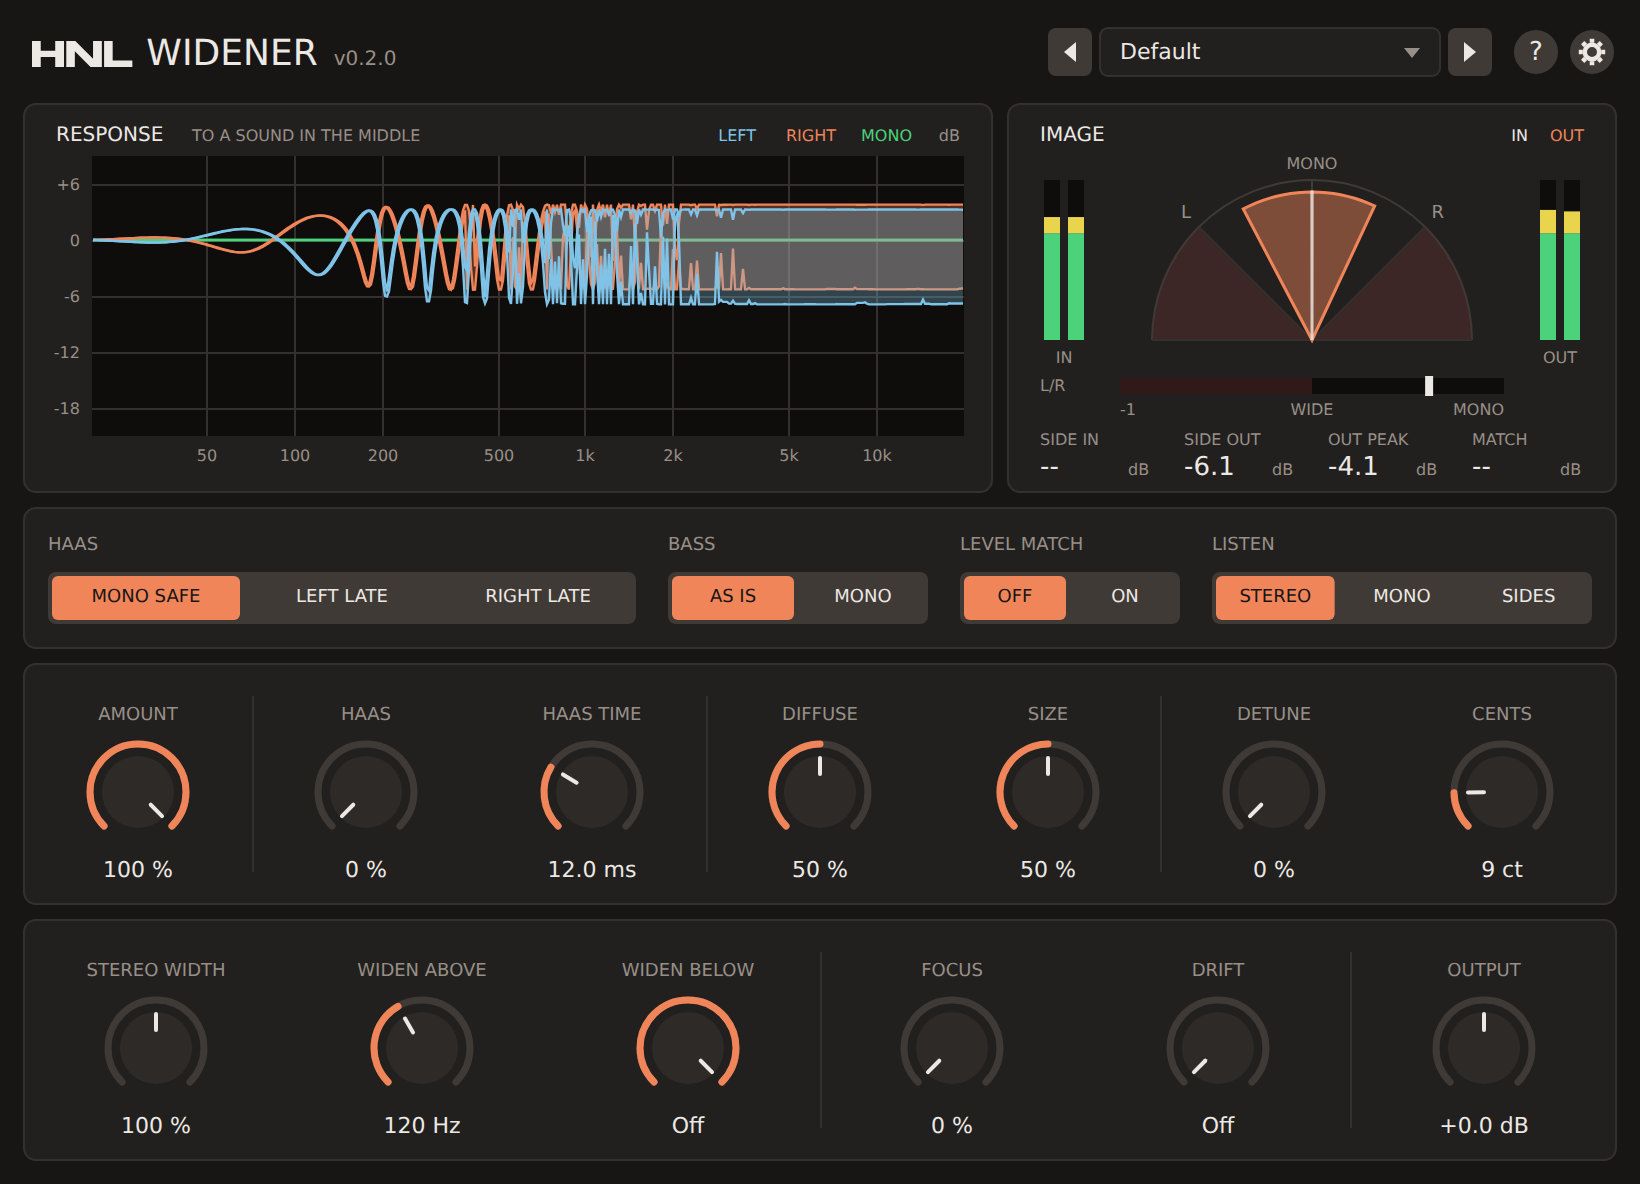 HNL WIDENER v0.2.0
Default
?
RESPONSE TO A SOUND IN THE MIDDLE LEFT RIGHT MONO dB
+6
0
-6
-12
-18
50 100 200 500 1k 2k 5k 10k
IMAGE IN OUT
MONO
L R
IN OUT
L/R
-1 WIDE MONO
SIDE IN SIDE OUT OUT PEAK MATCH
-- dB -6.1 dB -4.1 dB -- dB
HAAS BASS LEVEL MATCH LISTEN
MONO SAFE LEFT LATE RIGHT LATE AS IS MONO OFF ON STEREO MONO SIDES
AMOUNT HAAS HAAS TIME DIFFUSE SIZE DETUNE CENTS
100 % 0 % 12.0 ms 50 % 50 % 0 % 9 ct
STEREO WIDTH WIDEN ABOVE WIDEN BELOW FOCUS DRIFT OUTPUT
100 % 120 Hz Off 0 % Off +0.0 dB